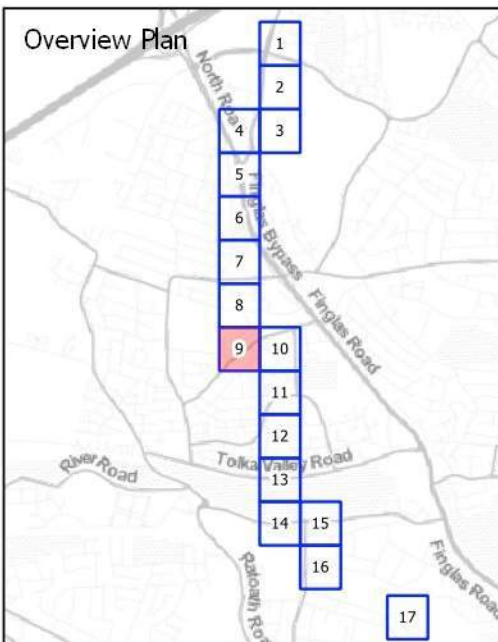 Overview Plan
North Road
1
2
4
3
5
6
Finglas Bypass
7
Finglas Road
8
9
10
11
12
Tolka Valley Road
River Road
13
14
15
16
Ratoath Road
Finglas Road
17